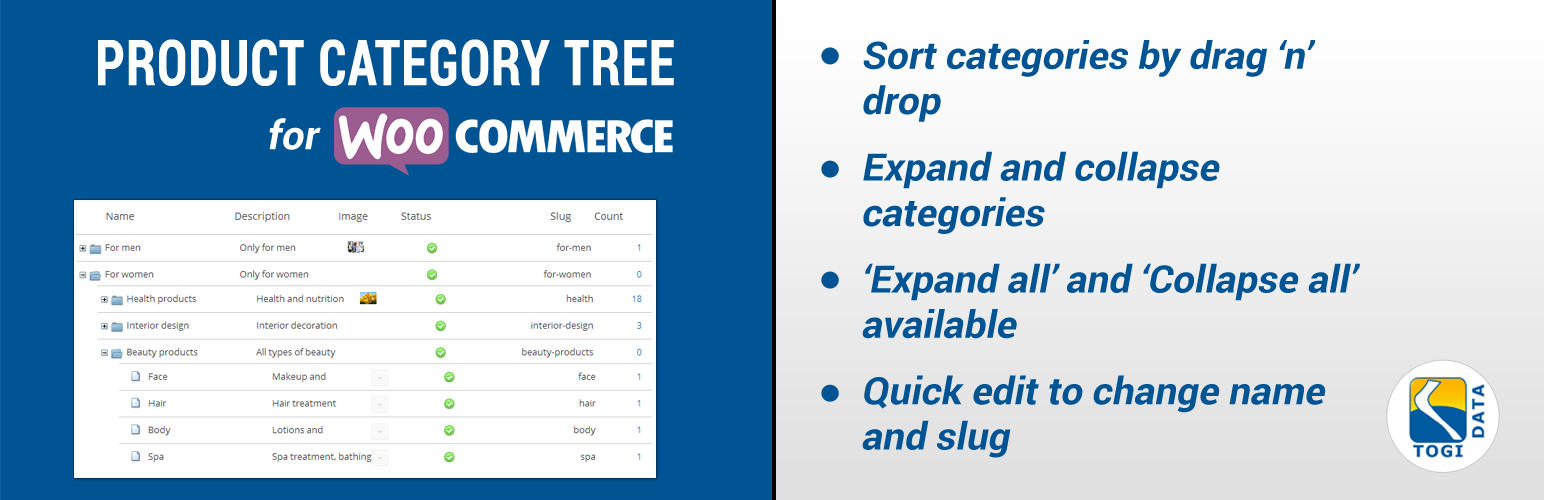 PRODUCT CATEGORY TREE
for WOO COMMERCE
Name Description Image Status Slug Count
For men Only for men for-men 1
For women Only for women for-women 0
Health products Health and nutrition health 18
Interior design Interior decoration interior-design 3
Beauty products All types of beauty beauty-products 0
Face Makeup and face 1
Hair Hair treatment hair 1
Body Lotions and body 1
Spa Spa treatment, bathing spa 1
• Sort categories by drag ‘n’
drop
• Expand and collapse
categories
• ‘Expand all’ and ‘Collapse all’
available
• Quick edit to change name
and slug
TOGI
DATA